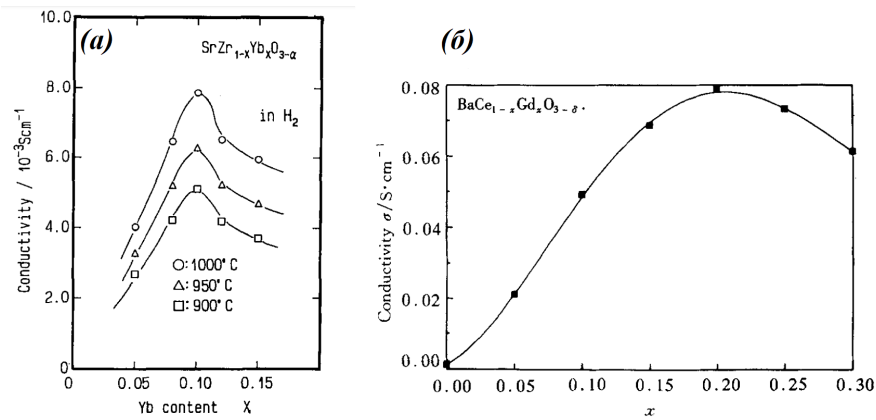 (а)
SrZr1-XYbXO3-α
in H2
Conductivity / 10-3Scm-1
10.0
8.0
6.0
4.0
2.0
0
○:1000°C
△:950°C
□:900°C
0 0.05 0.10 0.15
Yb content X
(б)
BaCe1-xGdxO3-δ.
Conductivity σ/S·cm-1
0.08
0.06
0.04
0.02
0.00
0.00 0.05 0.10 0.15 0.20 0.25 0.30
x